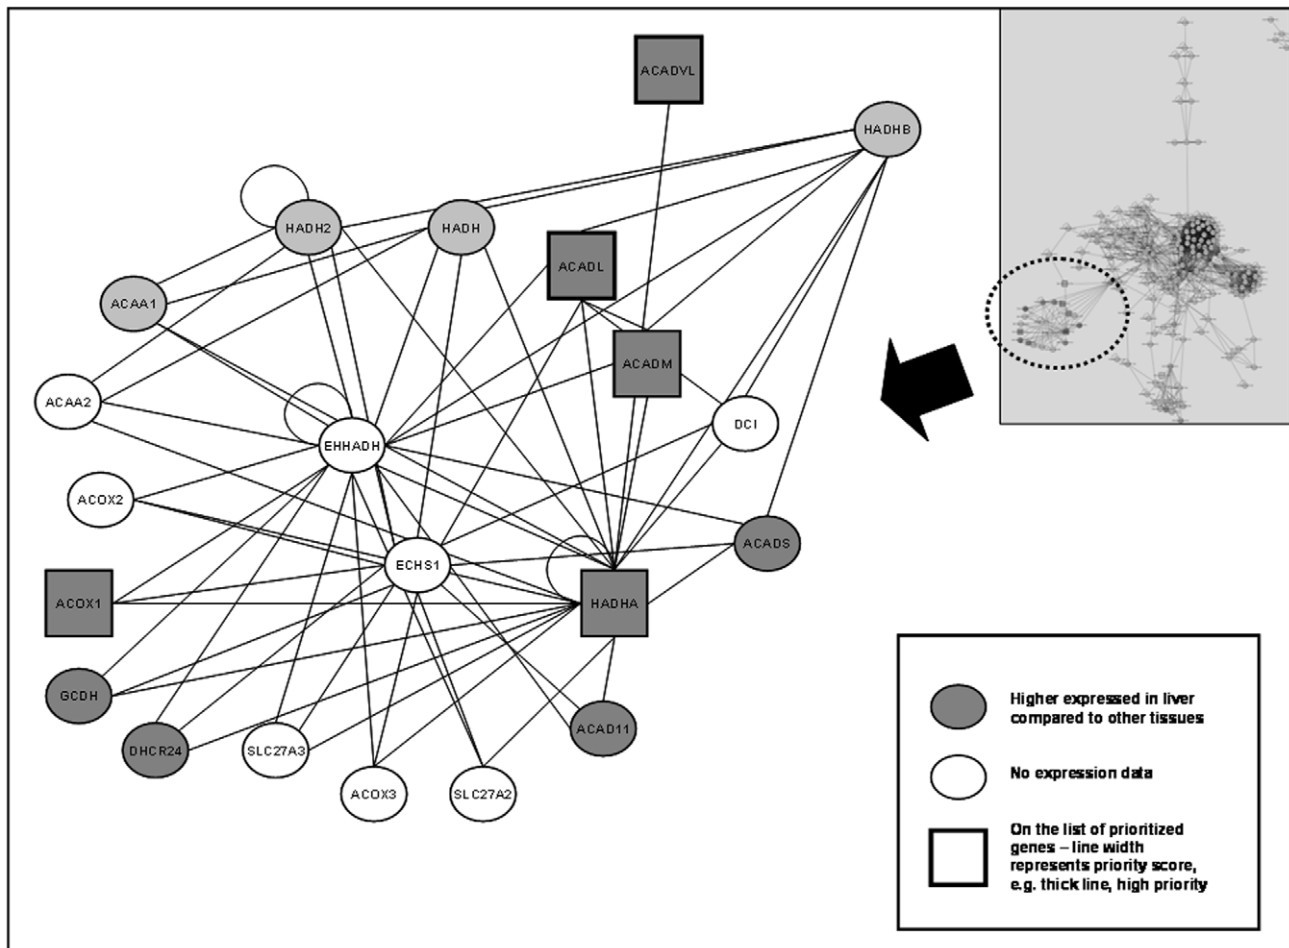 ACADVL
HADHB
HADH2
HADH
ACADL
ACAA1
ACADM
ACAA2
DCI
EHHADH
ACOX2
ACADS
ECHS1
ACOX1
HADHA
GCDH
ACAD11
DHCR24
SLC27A3
ACOX3
SLC27A2
Higher expressed in liver
compared to other tissues
No expression data
On the list of prioritized
genes – line width
represents priority score,
e.g. thick line, high priority